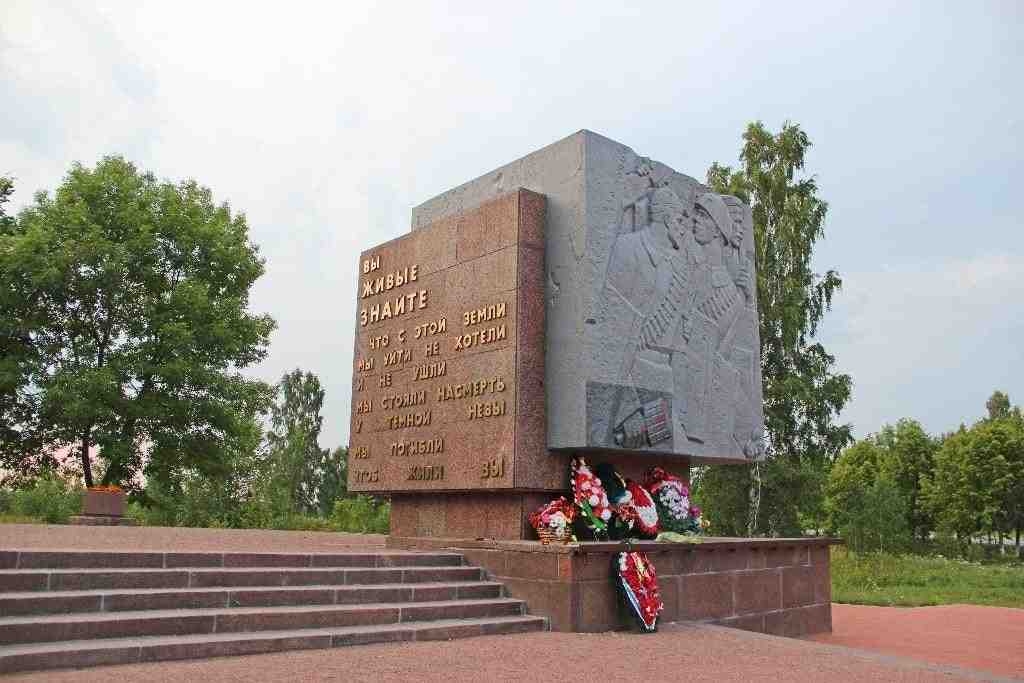 ВЫ
ЖИВЫЕ
ЗНАЙТЕ
ЧТО С ЭТОЙ ЗЕМЛИ
МЫ УЙТИ НЕ ХОТЕЛИ
И НЕ УШЛИ
МЫ СТОЯЛИ НАСМЕРТЬ
У ТЕМНОЙ НЕВЫ
МЫ ПОГИБЛИ
ЧТОБ ЖИЛИ ВЫ